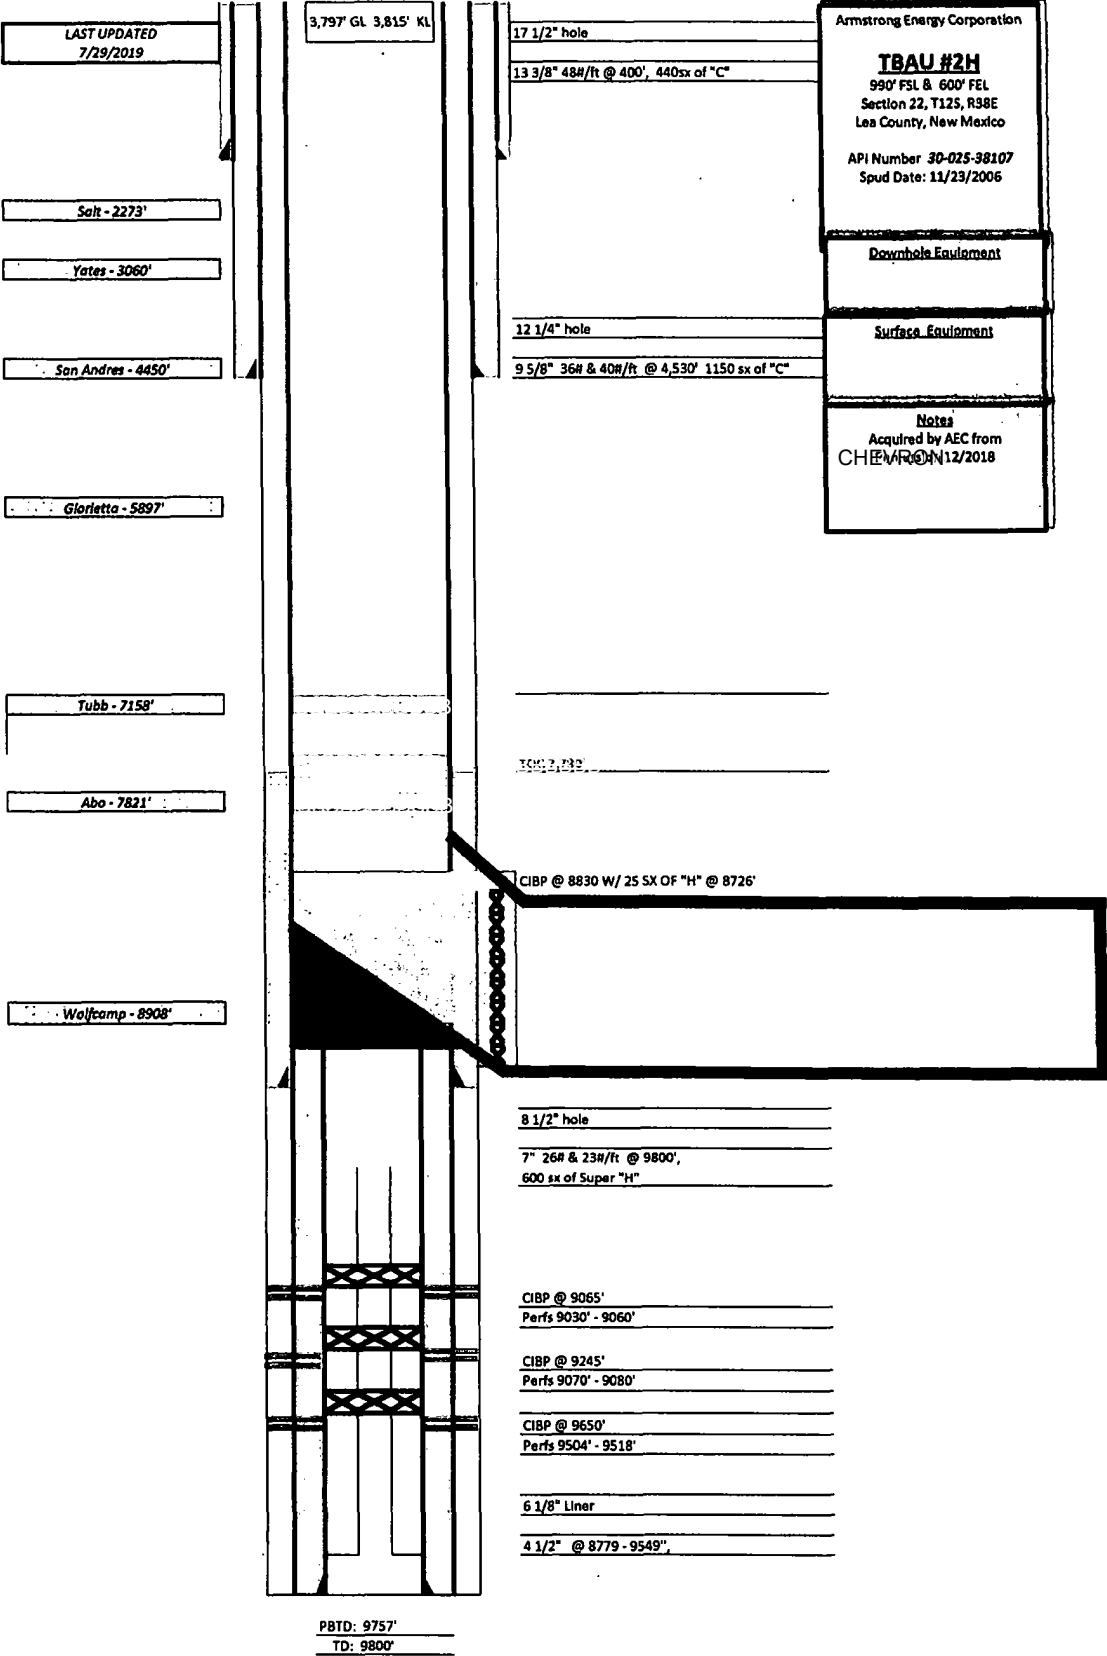 LAST UPDATED
7/29/2019
3,797' GL 3,815' KL
17 1/2" hole
13 3/8" 48#/ft @ 400', 440sx of "C"
Armstrong Energy Corporation
TBAU #2H
990' FSL & 600' FEL
Section 22, T12S, R38E
Lea County, New Mexico
API Number 30-025-38107
Spud Date: 11/23/2006
Salt - 2273'
Yates - 3060'
Downhole Equipment
12 1/4" hole
Surface Equipment
San Andres - 4450'
9 5/8" 36# & 40#/ft @ 4,530' 1150 sx of "C"
Notes
Acquired by AEC from
CHEVRON 12/2018
Glorietta - 5897'
Tubb - 7158'
Abo - 7821'
CIBP @ 8830 W/ 25 SX OF "H" @ 8726'
Wolfcamp - 8908'
8 1/2" hole
7" 26# & 23#/ft @ 9800',
600 sx of Super "H"
CIBP @ 9065'
Perfs 9030' - 9060'
CIBP @ 9245'
Perfs 9070' - 9080'
CIBP @ 9650'
Perfs 9504' - 9518'
6 1/8" Liner
4 1/2" @ 8779 - 9549",
PBTD: 9757'
TD: 9800'